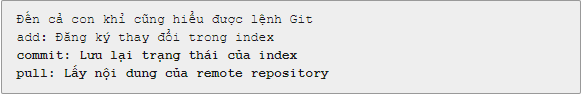 Đến cả con khỉ cũng hiểu được lệnh Git
add: Đăng ký thay đổi trong index
commit: Lưu lại trạng thái của index
pull: Lấy nội dung của remote repository